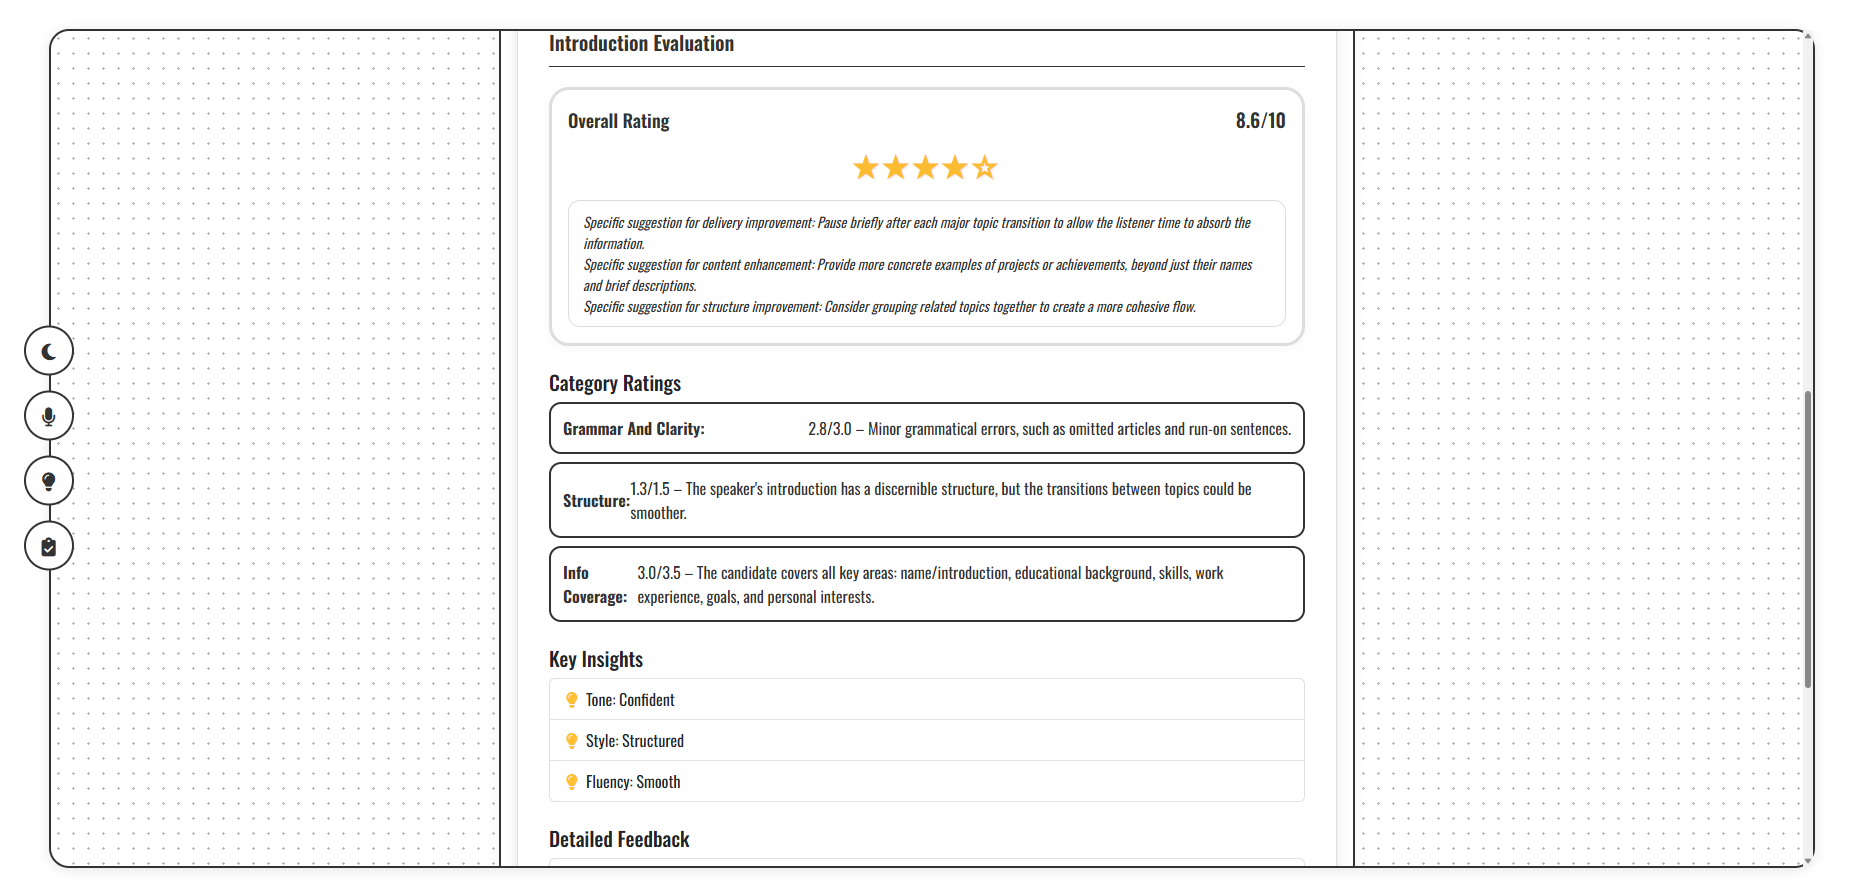 Introduction Evaluation
Overall Rating
8.6/10
Specific suggestion for delivery improvement: Pause briefly after each major topic transition to allow the listener time to absorb the
information.
Specific suggestion for content enhancement: Provide more concrete examples of projects or achievements, beyond just their names
and brief descriptions.
Specific suggestion for structure improvement: Consider grouping related topics together to create a more cohesive flow.
Category Ratings
Grammar And Clarity: 2.8/3.0 – Minor grammatical errors, such as omitted articles and run-on sentences.
Structure: 1.3/1.5 – The speaker's introduction has a discernible structure, but the transitions between topics could be
smoother.
Info
Coverage:
3.0/3.5 – The candidate covers all key areas: name/introduction, educational background, skills, work
experience, goals, and personal interests.
Key Insights
Tone: Confident
Style: Structured
Fluency: Smooth
Detailed Feedback